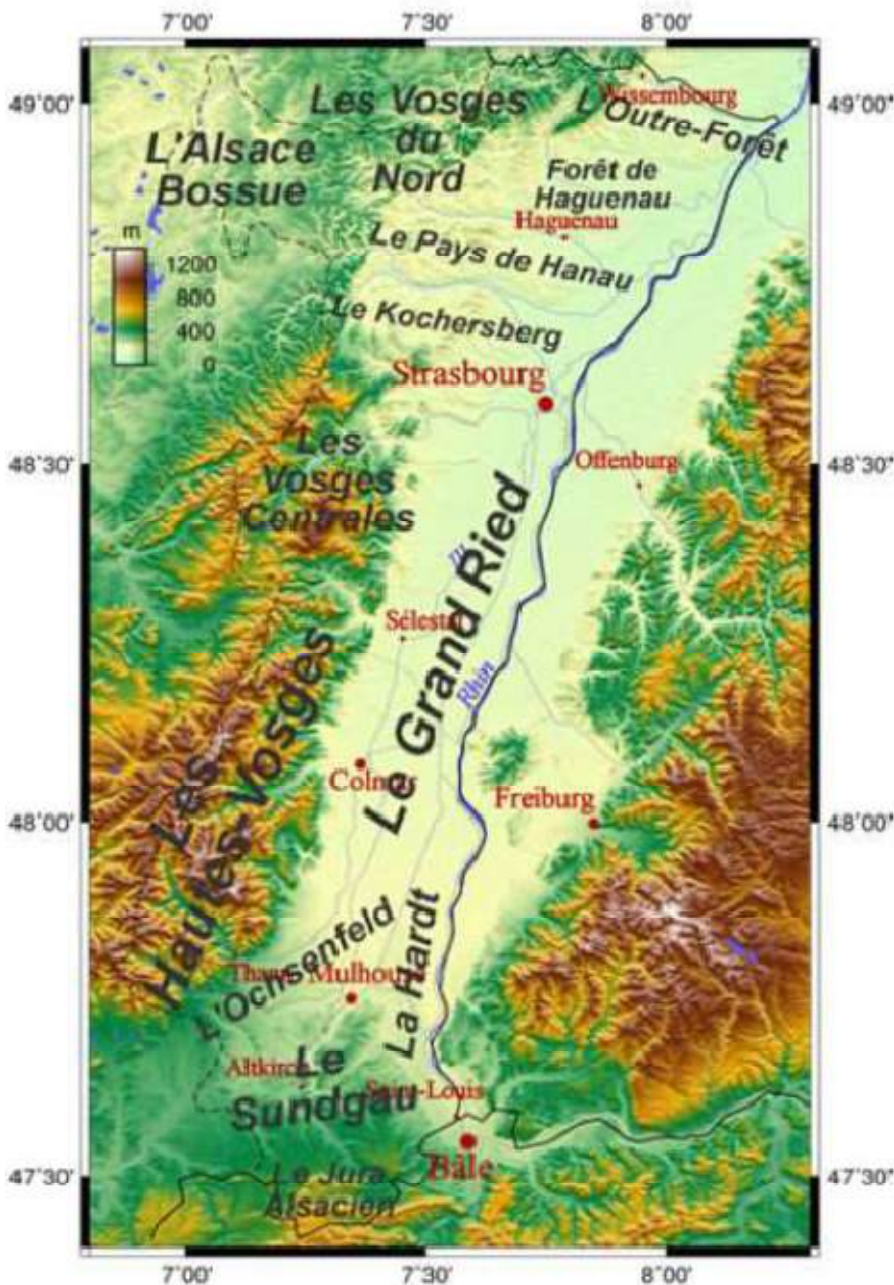 7°00' 7°30' 8°00'
49°00' 49°00'
Les Vosges
du
Nord
L'Outre-Forêt
Wissembourg
L'Alsace
Bossue
Forêt de
Haguenau
Haguenau
m
1200
800
400
0
Le Pays de Hanau
Le Kochersberg
Strasbourg
48°30' 48°30'
Les
Vosges
Centrales
Offenburg
Ill
Le Grand Ried
Sélestat
Rhin
Les
Hautes-Vosges
Colmar
Freiburg
48°00' 48°00'
L'Ochsenfeld
La Hardt
Thann
Mulhouse
Altkirch
Le
Sundgau
Saint-Louis
Bâle
47°30' 47°30'
Le Jura
Alsacien
7°00' 7°30' 8°00'